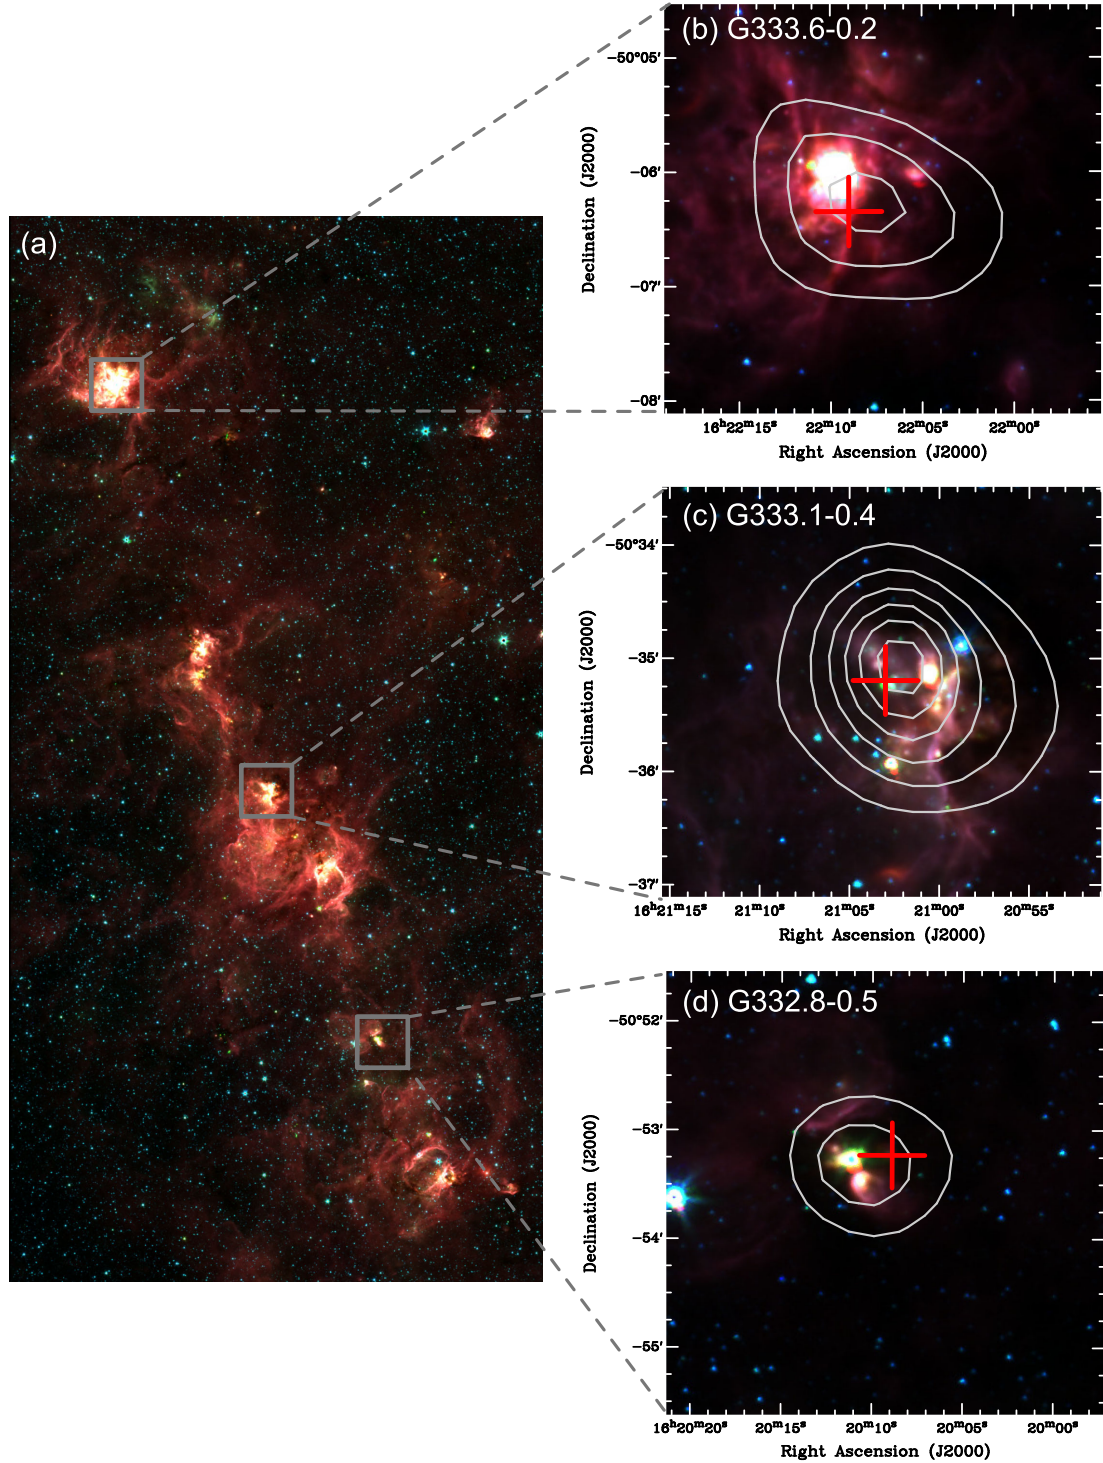 (a)
(b) G333.6-0.2
Declination (J2000)
−50°05′
−06′
−07′
−08′
16ʰ22ᵐ15ˢ 22ᵐ10ˢ 22ᵐ05ˢ 22ᵐ00ˢ
Right Ascension (J2000)
(c) G333.1-0.4
Declination (J2000)
−50°34′
−35′
−36′
−37′
16ʰ21ᵐ15ˢ 21ᵐ10ˢ 21ᵐ05ˢ 21ᵐ00ˢ 20ᵐ55ˢ
Right Ascension (J2000)
(d) G332.8-0.5
Declination (J2000)
−50°52′
−53′
−54′
−55′
16ʰ20ᵐ20ˢ 20ᵐ15ˢ 20ᵐ10ˢ 20ᵐ05ˢ 20ᵐ00ˢ
Right Ascension (J2000)